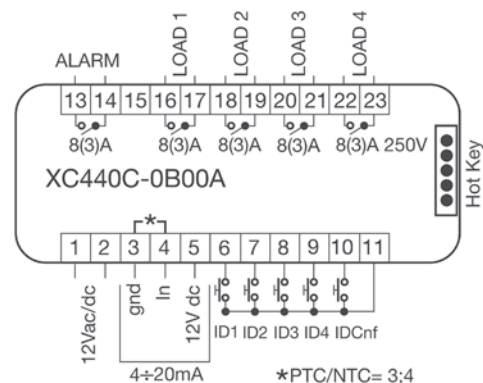 ALARM LOAD 1 LOAD 2 LOAD 3 LOAD 4
13 14 15 16 17 18 19 20 21 22 23
8(3)A 8(3)A 8(3)A 8(3)A 8(3)A 250V
XC440C-0B00A
Hot Key
*
1 2 3 4 5 6 7 8 9 10 11
12Vac/dc gnd In 12V dc
ID1 ID2 ID3 ID4 IDCnf
4÷20mA *PTC/NTC= 3:4